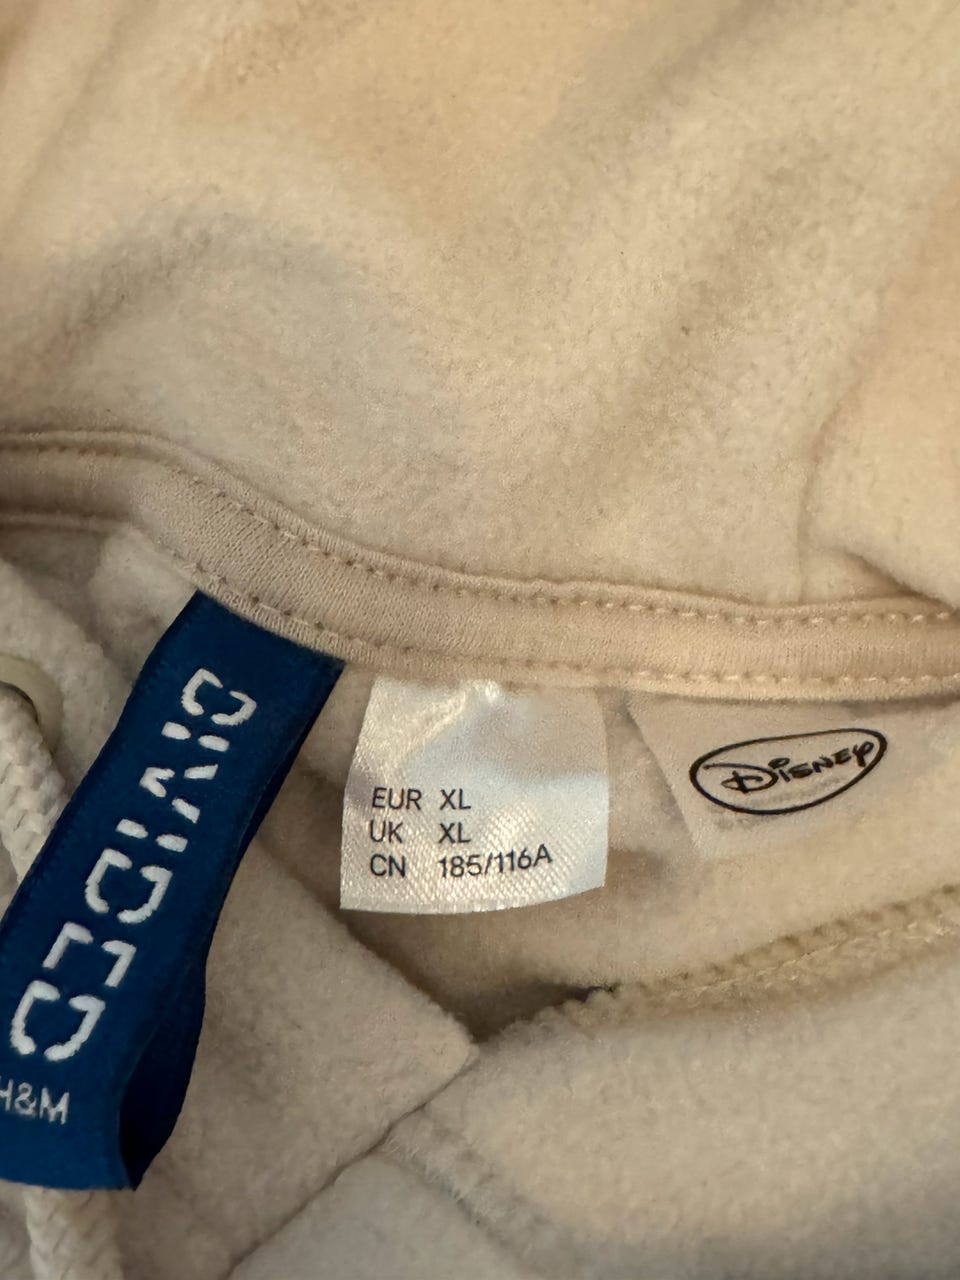 DIVIDED
H&M
EUR XL
UK XL
CN 185/116A
Disney